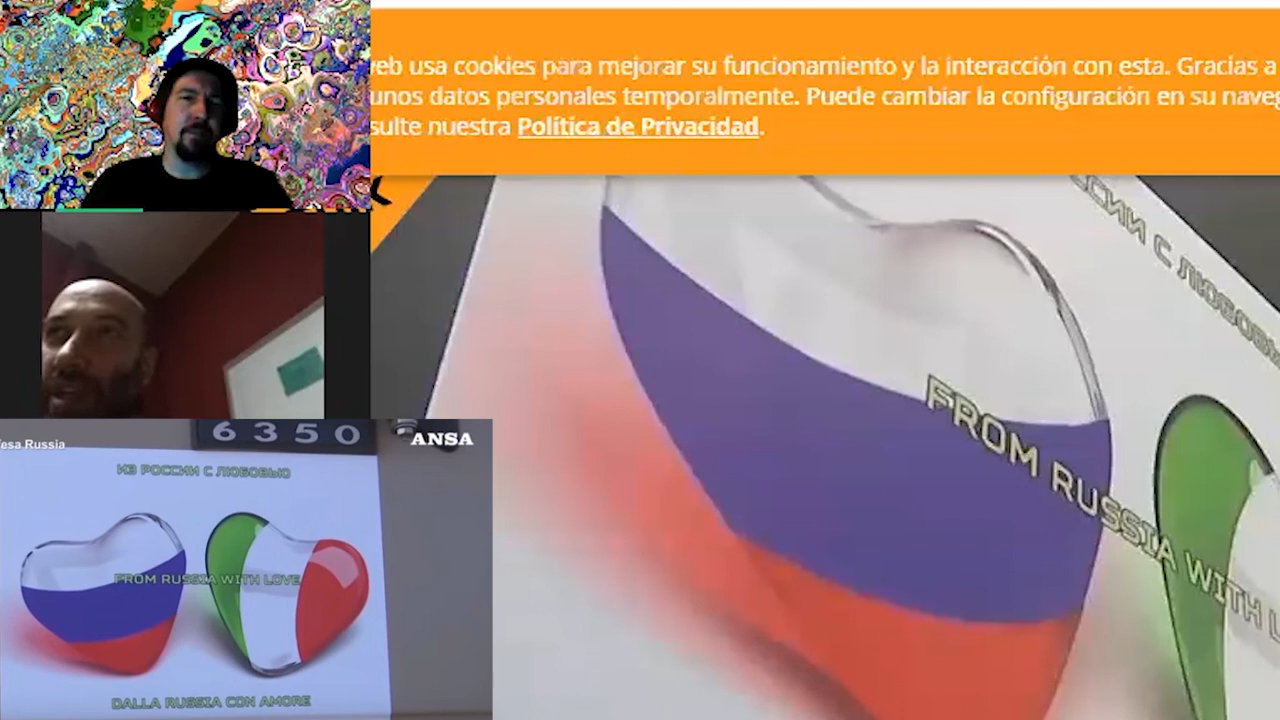 eb usa cookies para mejorar su funcionamiento y la interacción con esta. Gracias a
unos datos personales temporalmente. Puede cambiar la configuración en su naveg
sulte nuestra Política de Privacidad.
ССИИ С ЛЮБОВЬ
FROM RUSSIA WITH L
esa Russia
6350
ANSA
ИЗ РОССИИ С ЛЮБОВЬЮ
FROM RUSSIA WITH LOVE
DALLA RUSSIA CON AMORE